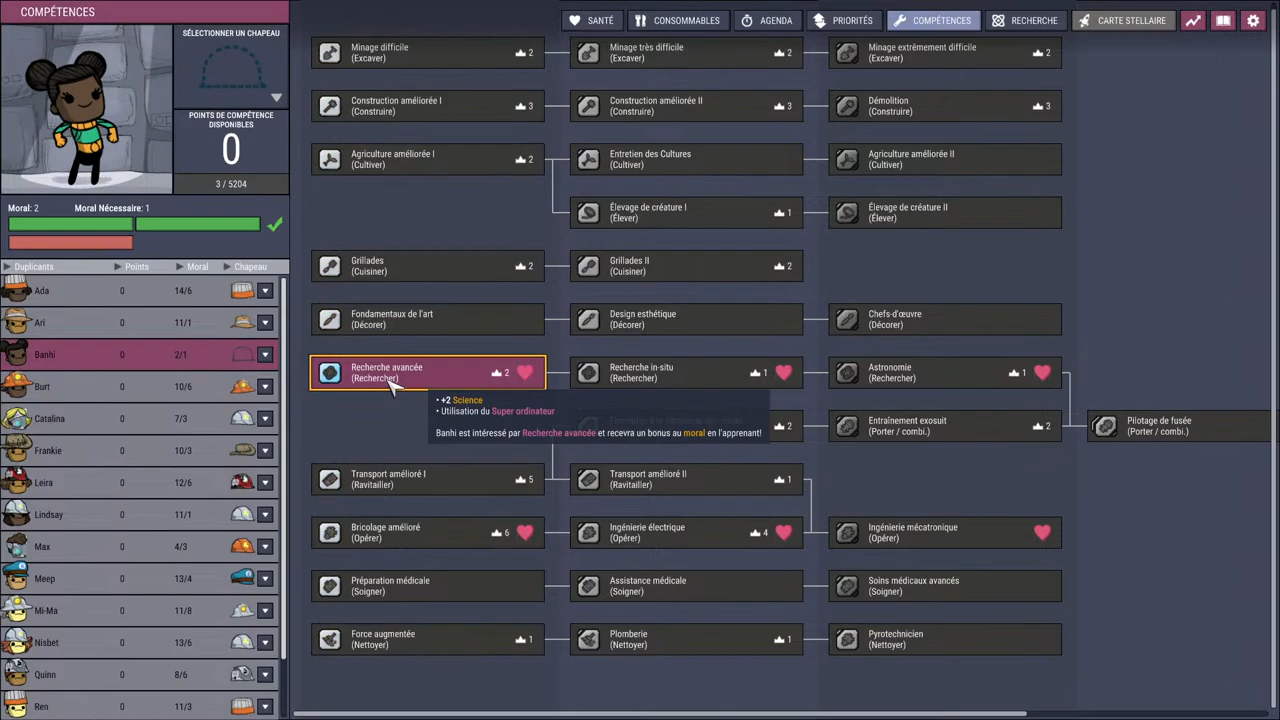 COMPÉTENCES
SANTÉ
CONSOMMABLES
AGENDA
PRIORITÉS
COMPÉTENCES
RECHERCHE
CARTE STELLAIRE
SÉLECTIONNER UN CHAPEAU
POINTS DE COMPÉTENCE
DISPONIBLES
0
3 / 5204
Moral: 2
Moral Nécessaire: 1
Duplicants Points Moral Chapeau
Ada 0 14/6
Ari 0 11/1
Banhi 0 2/1
Burt 0 10/6
Catalina 0 7/3
Frankie 0 10/3
Leira 0 12/6
Lindsay 0 11/1
Max 0 4/3
Meep 0 13/4
Mi-Ma 0 11/8
Nisbet 0 13/6
Quinn 0 8/6
Ren 0 11/3
Minage difficile
(Excaver)
2
Minage très difficile
(Excaver)
2
Minage extrêmement difficile
(Excaver)
2
Construction améliorée I
(Construire)
3
Construction améliorée II
(Construire)
3
Démolition
(Construire)
3
Agriculture améliorée I
(Cultiver)
2
Entretien des Cultures
(Cultiver)
Agriculture améliorée II
(Cultiver)
Élevage de créature I
(Élever)
1
Élevage de créature II
(Élever)
Grillades
(Cuisiner)
2
Grillades II
(Cuisiner)
2
Fondamentaux de l'art
(Décorer)
Design esthétique
(Décorer)
Chefs-d'œuvre
(Décorer)
Recherche avancée
(Rechercher)
2
Recherche in-situ
(Rechercher)
1
Astronomie
(Rechercher)
1
• +2 Science
• Utilisation du Super ordinateur
Banhi est intéressé par Recherche avancée et recevra un bonus au moral en l'apprenant!
2
Entraînement exosuit
(Porter / combi.)
2
Pilotage de fusée
(Porter / combi.)
Transport amélioré I
(Ravitailler)
5
Transport amélioré II
(Ravitailler)
1
Bricolage amélioré
(Opérer)
6
Ingénierie électrique
(Opérer)
4
Ingénierie mécatronique
(Opérer)
Préparation médicale
(Soigner)
Assistance médicale
(Soigner)
Soins médicaux avancés
(Soigner)
Force augmentée
(Nettoyer)
1
Plomberie
(Nettoyer)
1
Pyrotechnicien
(Nettoyer)